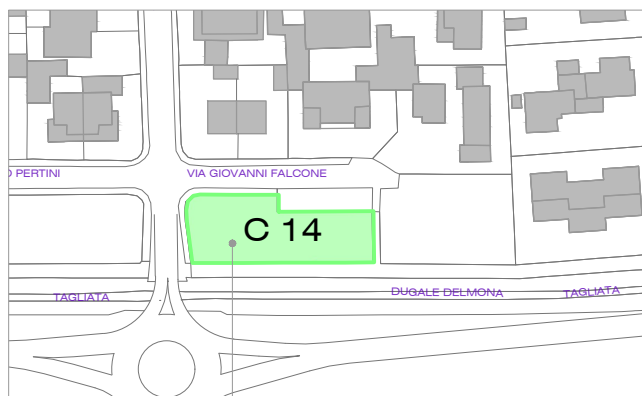 O PERTINI
VIA GIOVANNI FALCONE
C 14
TAGLIATA
DUGALE DELMONA
TAGLIATA